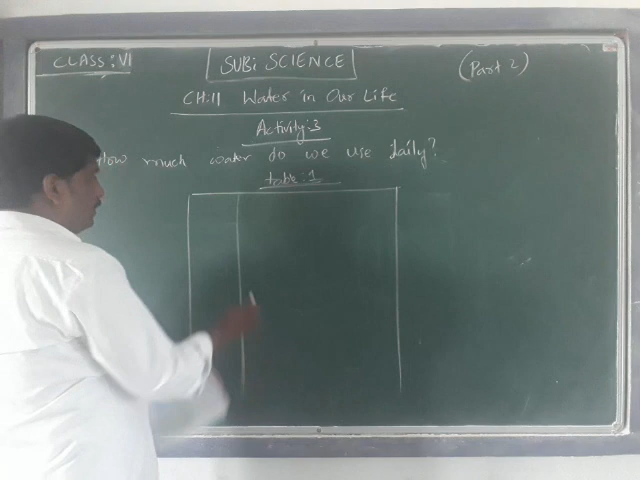 CLASS: VI
SUB: SCIENCE
(Part 2)
CH:11 Water in Our Life
Activity:3
How much water do we use daily?
table:1